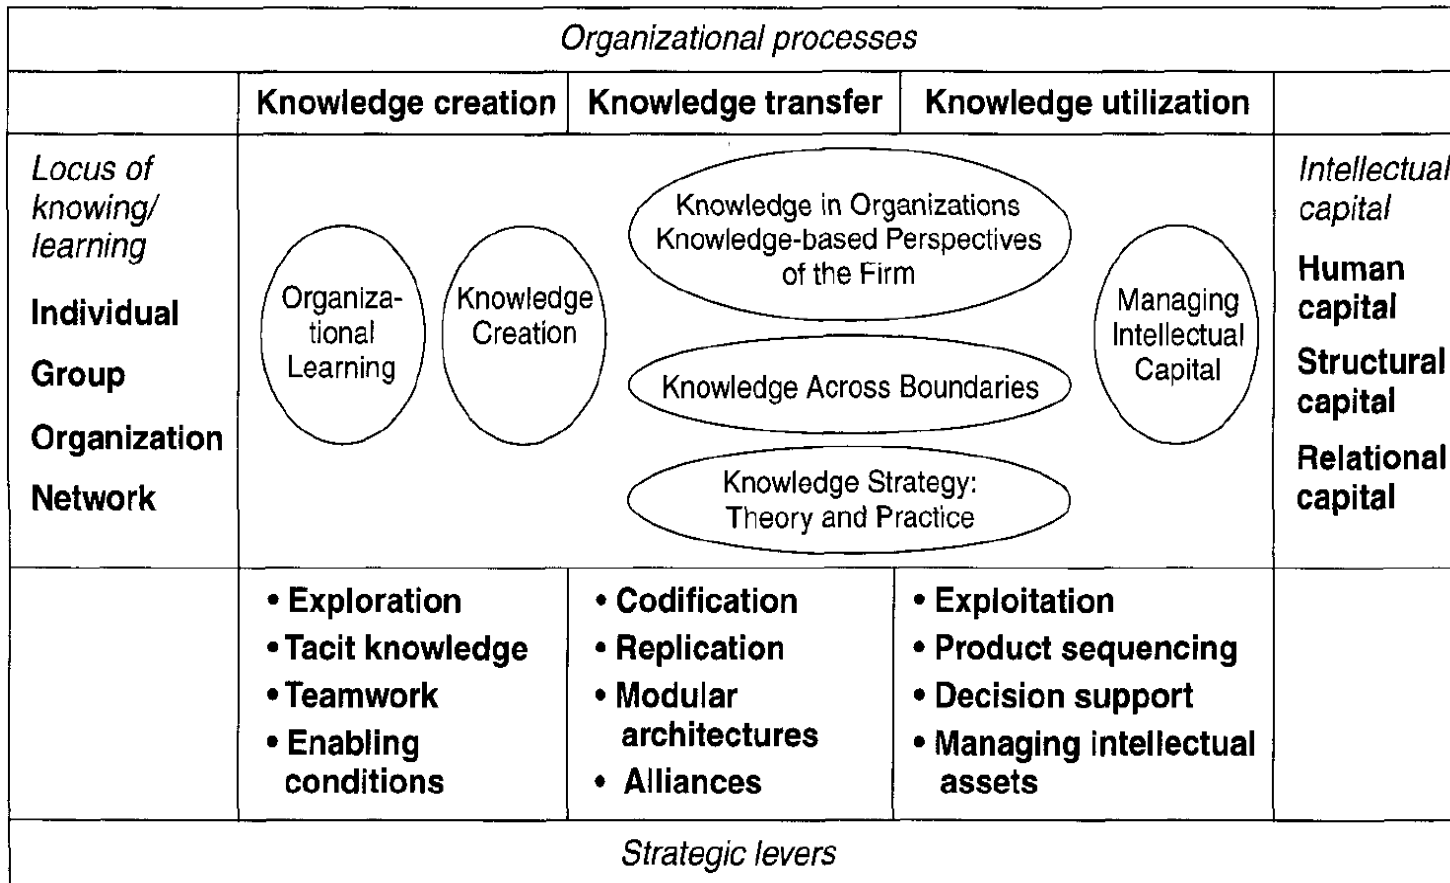 Organizational processes
Knowledge creation
Knowledge transfer
Knowledge utilization
Locus of
knowing/
learning
Individual
Group
Organization
Network
Organiza-
tional
Learning
Knowledge
Creation
Knowledge in Organizations
Knowledge-based Perspectives
of the Firm
Knowledge Across Boundaries
Knowledge Strategy:
Theory and Practice
Managing
Intellectual
Capital
Intellectual
capital
Human
capital
Structural
capital
Relational
capital
• Exploration
• Tacit knowledge
• Teamwork
• Enabling
conditions
• Codification
• Replication
• Modular
architectures
• Alliances
• Exploitation
• Product sequencing
• Decision support
• Managing intellectual
assets
Strategic levers